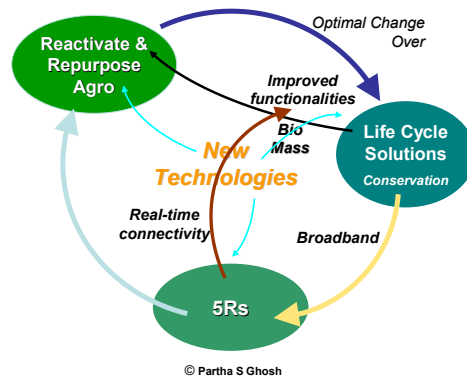 Optimal Change
Over
Reactivate &
Repurpose
Agro
Improved
functionalities
Bio
Mass
Life Cycle
Solutions
Conservation
New
Technologies
Real-time
connectivity
Broadband
5Rs
© Partha S Ghosh